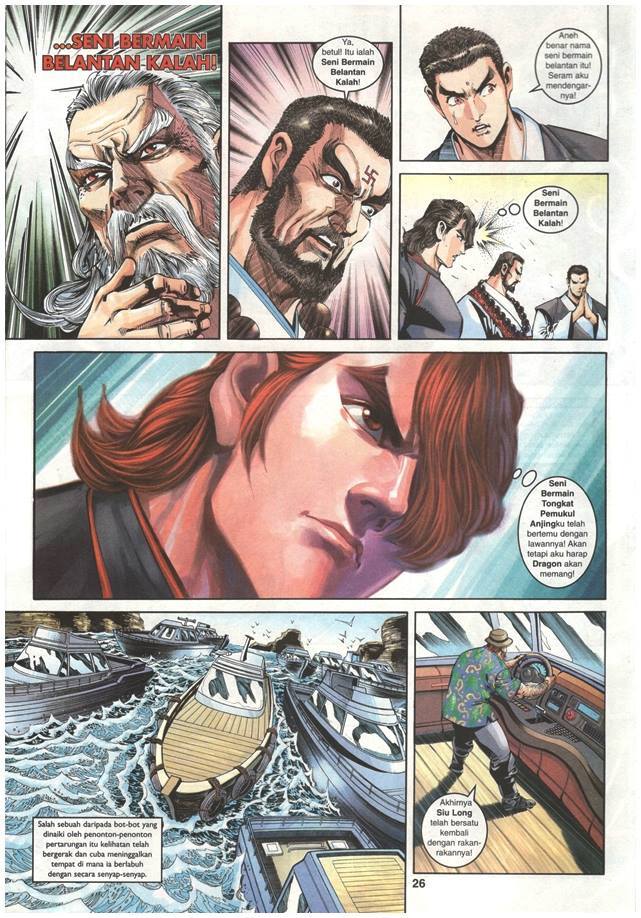 ...SENI BERMAIN
BELANTAN KALAH!
Ya,
betul! Itu ialah
Seni Bermain
Belantan
Kalah!
Aneh
benar nama
seni bermain
belantan itu!
Seram aku
mendengar-
nya!
Seni
Bermain
Belantan
Kalah!
Seni
Bermain
Tongkat
Pemukul
Anjingku telah
bertemu dengan
lawannya! Akan
tetapi aku harap
Dragon akan
memang!
Salah sebuah daripada bot-bot yang
dinaiki oleh penonton-penonton
pertarungan itu kelihatan telah
bergerak dan cuba meninggalkan
tempat di mana ia berlabuh
dengan secara senyap-senyap.
Akhirnya
Siu Long
telah bersatu
kembali
dengan rakan-
rakannya!
26